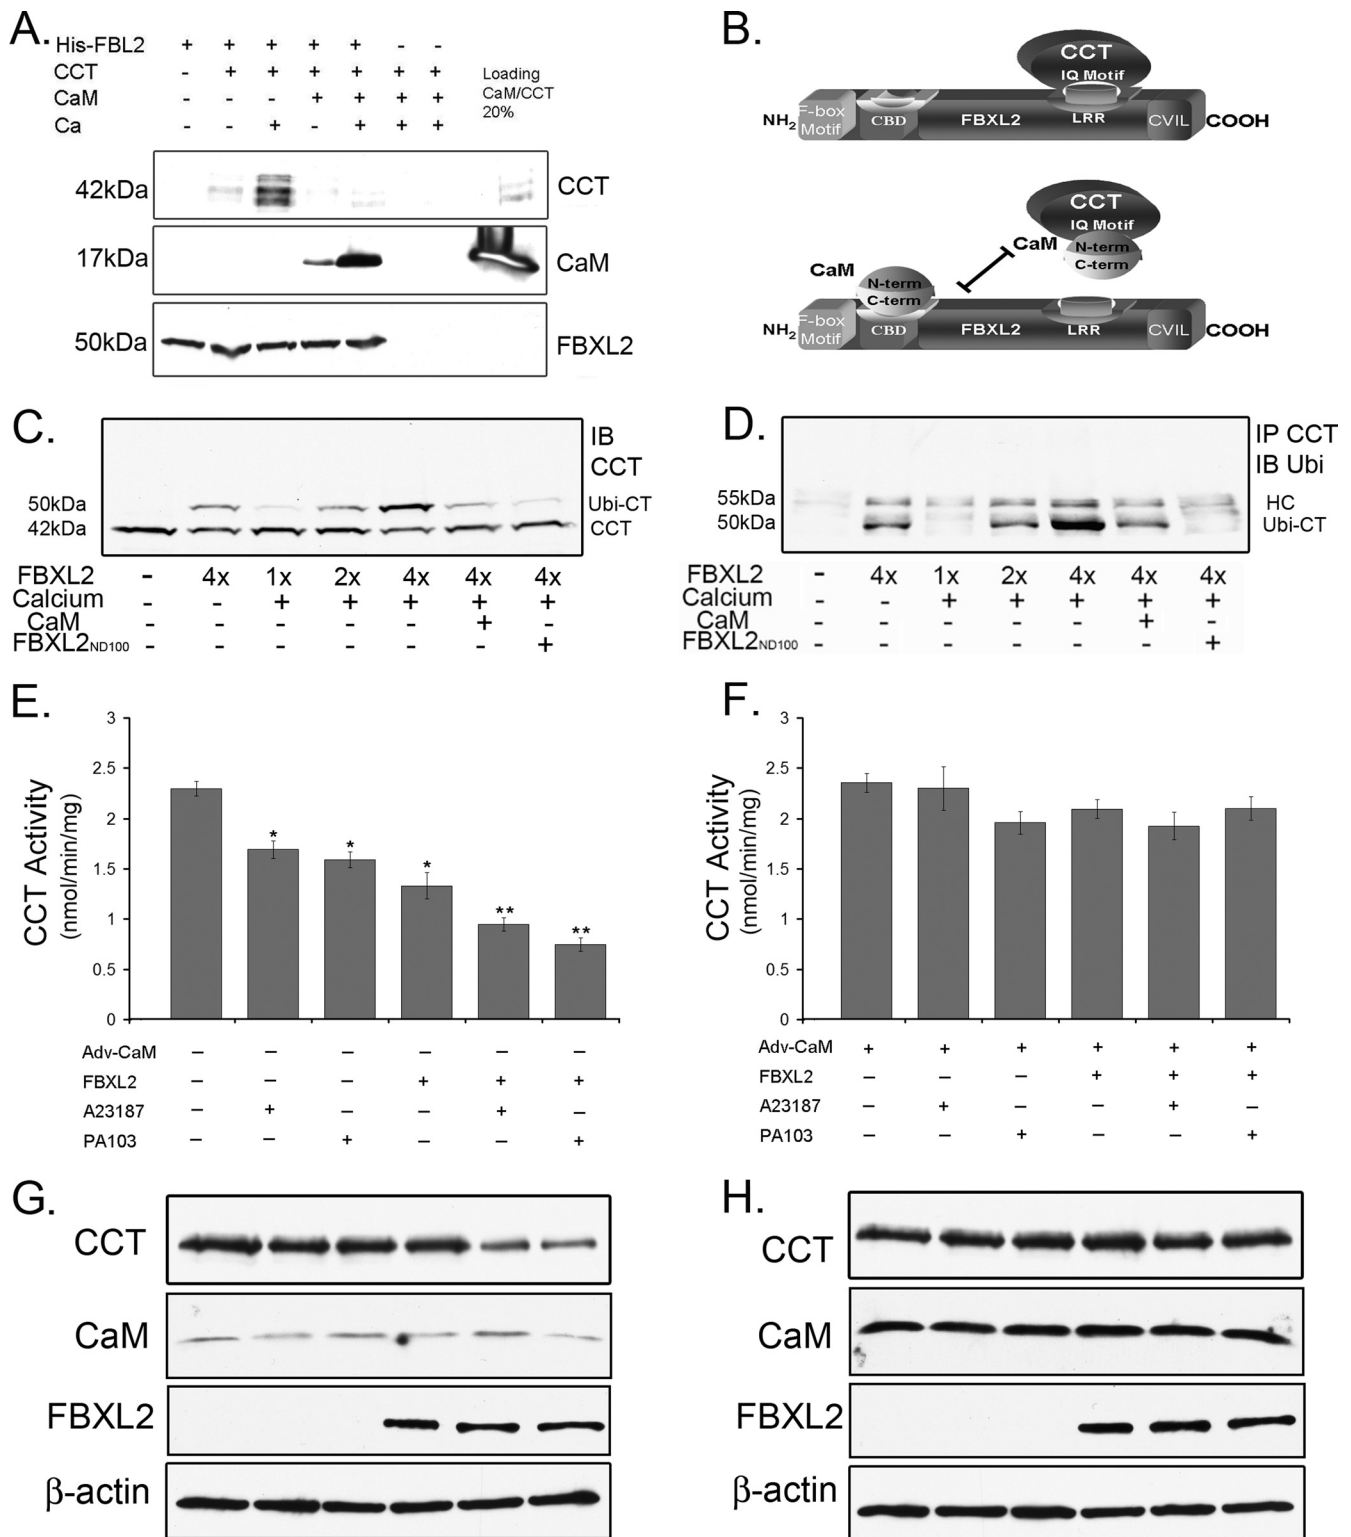 A.
His-FBL2 + + + + + - -
CCT - + + + + + +
CaM - - - + + + +
Ca - - + - + + +
Loading
CaM/CCT
20%
42kDa CCT
17kDa CaM
50kDa FBXL2
B.
CCT
IQ Motif
NH2 F-box Motif CBD FBXL2 LRR CVIL COOH
CCT
IQ Motif
CaM N-term
C-term
CaM
N-term
C-term
NH2 F-box Motif CBD FBXL2 LRR CVIL COOH
C.
IB
CCT
50kDa Ubi-CT
42kDa CCT
FBXL2 - 4x 1x 2x 4x 4x 4x
Calcium - - + + + + +
CaM - - - - - + -
FBXL2ND100 - - - - - - +
D.
IP CCT
IB Ubi
55kDa HC
50kDa Ubi-CT
FBXL2 - 4x 1x 2x 4x 4x 4x
Calcium - - + + + + +
CaM - - - - - + -
FBXL2ND100 - - - - - - +
E.
CCT Activity
(nmol/min/mg)
3
2.5
2
1.5
1
0.5
0
* * * ** **
Adv-CaM – – – – – –
FBXL2 – – – + + +
A23187 – + – – + –
PA103 – – + – – +
F.
CCT Activity
(nmol/min/mg)
3
2.5
2
1.5
1
0.5
0
Adv-CaM + + + + + +
FBXL2 – – – + + +
A23187 – + – – + –
PA103 – – + – – +
G.
CCT
CaM
FBXL2
β-actin
H.
CCT
CaM
FBXL2
β-actin